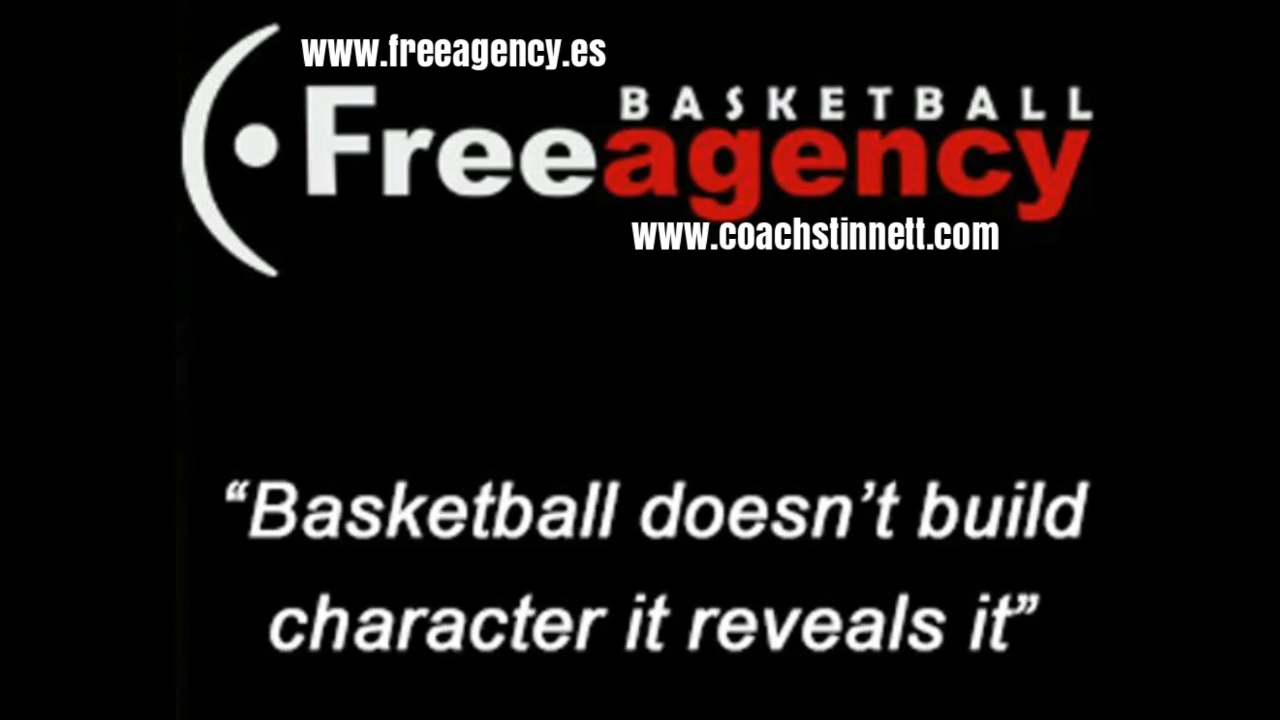 www.freeagency.es
BASKETBALL
Freeagency
www.coachstinnett.com
“Basketball doesn’t build
character it reveals it”